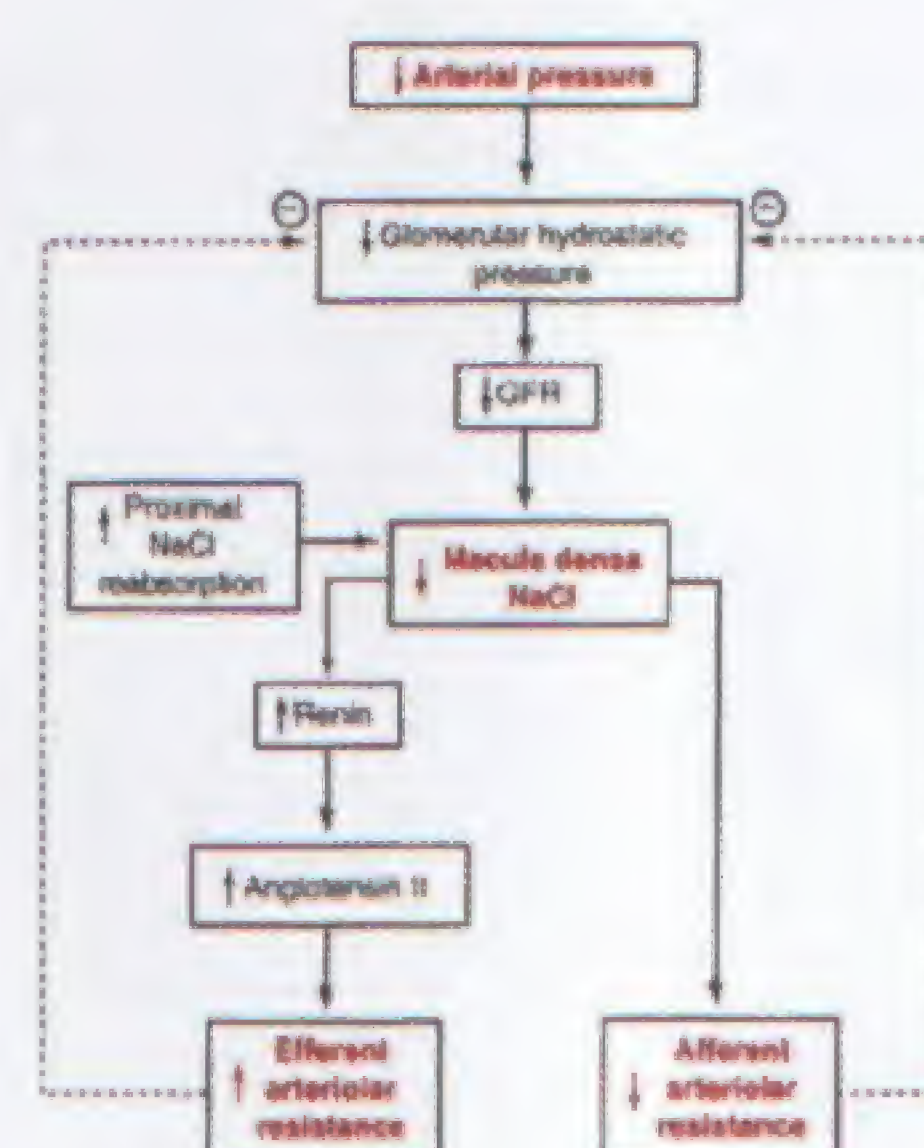 ↓ Arterial pressure
↓ Glomerular hydrostatic
pressure
↓ GFR
↑ Proximal
NaCl
reabsorption
↓ Macula densa
NaCl
↑ Renin
↑ Angiotensin II
↑ Efferent
arteriolar
resistance
↓ Afferent
arteriolar
resistance